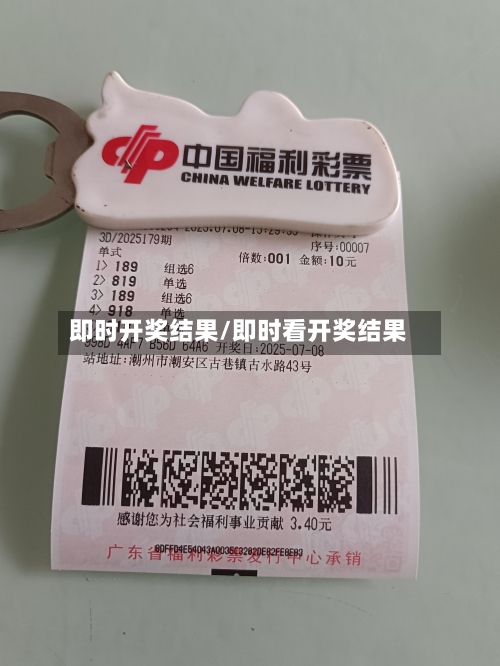 中国福利彩票
CHINA WELFARE LOTTERY
2025.07.08-13:29:55
3D/2025179期
序号:00007
单式
倍数:001 金额:10元
1> 189 组选6
2> 819 单选
3> 189 组选6
4> 918 单选
即时开奖结果/即时看开奖结果
开奖日:2025-07-08
站地址:潮州市潮安区古巷镇古水路43号
感谢您为社会福利事业贡献 3.40元
广东省福利彩票发行中心承销